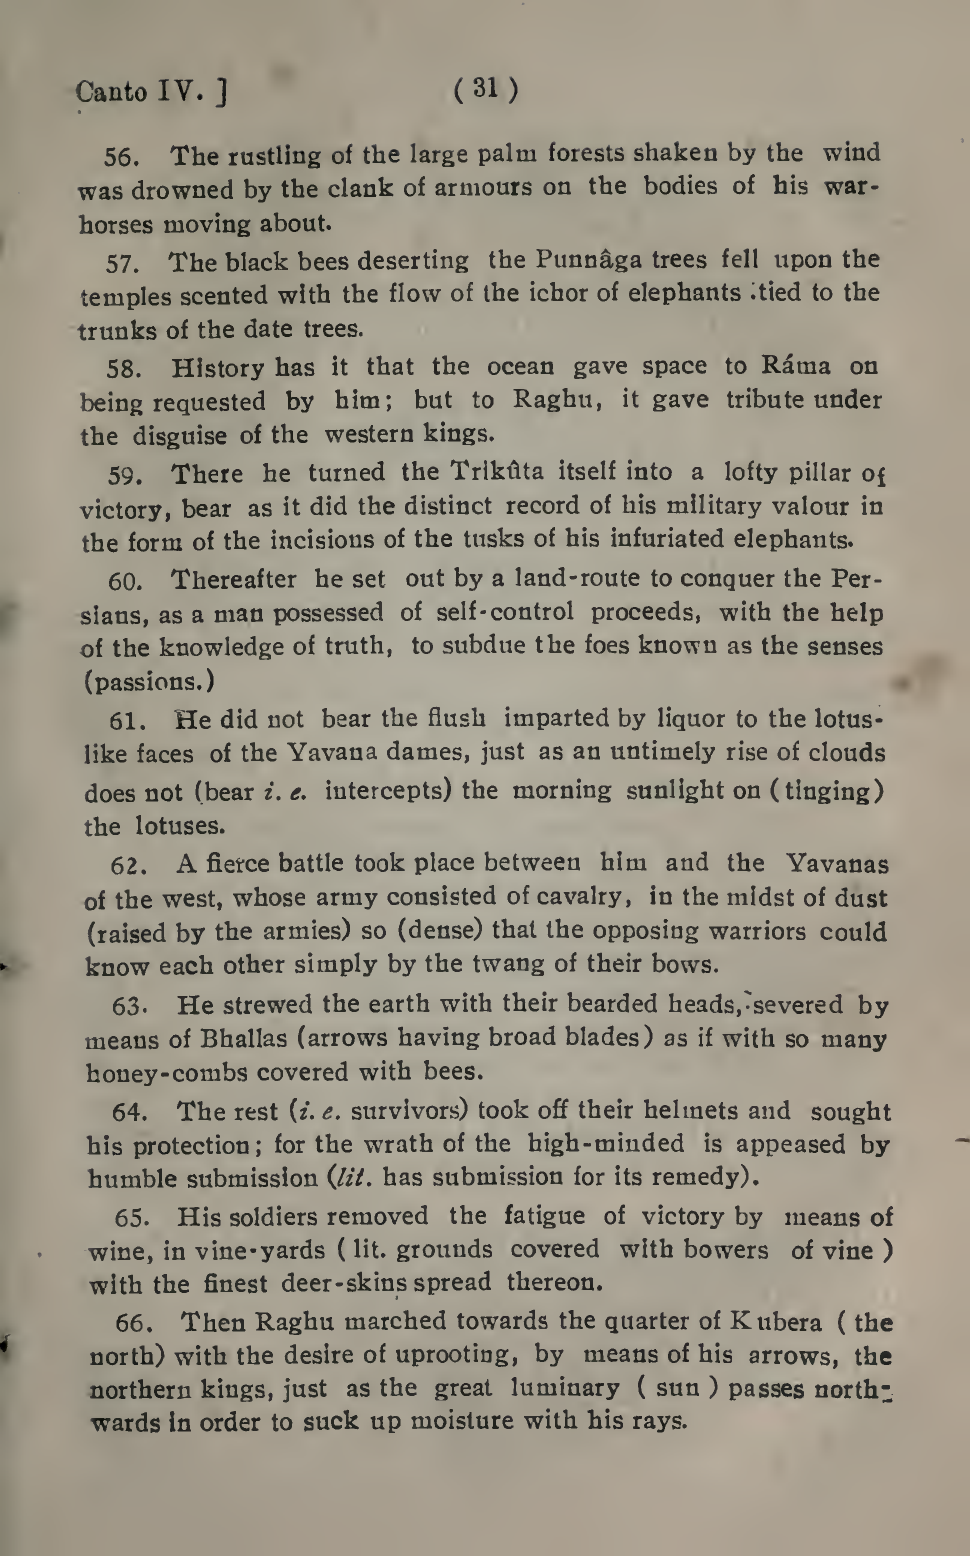 Canto IV. ] ( 31 )
56. The rustling of the large palm forests shaken by the wind
was drowned by the clank of armours on the bodies of his war-
horses moving about.
57. The black bees deserting the Punnâga trees fell upon the
temples scented with the flow of the ichor of elephants tied to the
trunks of the date trees.
58. History has it that the ocean gave space to Ráma on
being requested by him; but to Raghu, it gave tribute under
the disguise of the western kings.
59. There he turned the Trikûta itself into a lofty pillar of
victory, bear as it did the distinct record of his military valour in
the form of the incisions of the tusks of his infuriated elephants.
60. Thereafter he set out by a land-route to conquer the Per-
sians, as a man possessed of self-control proceeds, with the help
of the knowledge of truth, to subdue the foes known as the senses
(passions.)
61. He did not bear the flush imparted by liquor to the lotus-
like faces of the Yavana dames, just as an untimely rise of clouds
does not (bear i. e. intercepts) the morning sunlight on (tinging)
the lotuses.
62. A fierce battle took place between him and the Yavanas
of the west, whose army consisted of cavalry, in the midst of dust
(raised by the armies) so (dense) that the opposing warriors could
know each other simply by the twang of their bows.
63. He strewed the earth with their bearded heads, severed by
means of Bhallas (arrows having broad blades) as if with so many
honey-combs covered with bees.
64. The rest (i. e. survivors) took off their helmets and sought
his protection; for the wrath of the high-minded is appeased by
humble submission (lit. has submission for its remedy).
65. His soldiers removed the fatigue of victory by means of
wine, in vine-yards ( lit. grounds covered with bowers of vine )
with the finest deer-skins spread thereon.
66. Then Raghu marched towards the quarter of Kubera ( the
north) with the desire of uprooting, by means of his arrows, the
northern kings, just as the great luminary ( sun ) passes north-
wards in order to suck up moisture with his rays.